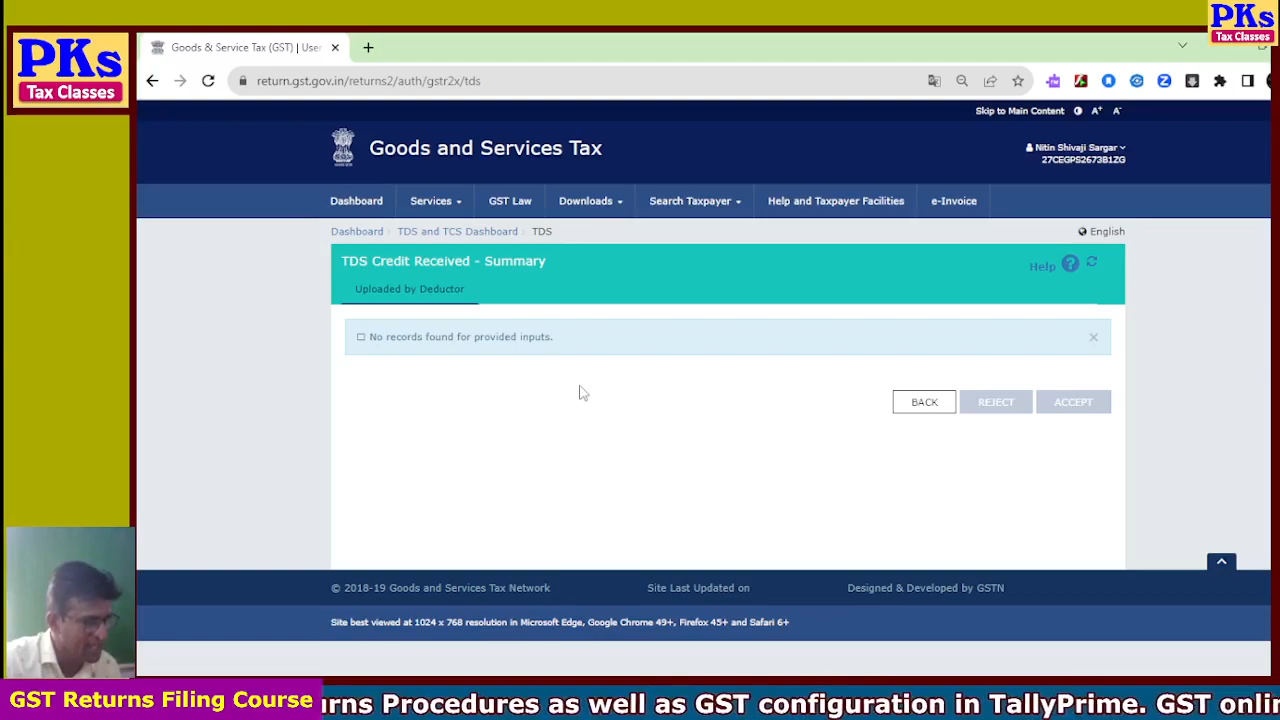 PKs
Tax Classes
PKs
Tax Classes
Goods & Service Tax (GST) | User
return.gst.gov.in/returns2/auth/gstr2x/tds
Skip to Main Content A+ A-
Goods and Services Tax
Nitin Shivaji Sargar
27CEGPS2673B1ZG
Dashboard Services GST Law Downloads Search Taxpayer Help and Taxpayer Facilities e-Invoice
Dashboard TDS and TCS Dashboard TDS English
TDS Credit Received - Summary
Help ?
Uploaded by Deductor
No records found for provided inputs.
BACK REJECT ACCEPT
© 2018-19 Goods and Services Tax Network Site Last Updated on Designed & Developed by GSTN
Site best viewed at 1024 x 768 resolution in Microsoft Edge, Google Chrome 49+, Firefox 45+ and Safari 6+
GST Returns Filing Course
urns Procedures as well as GST configuration in TallyPrime. GST onli